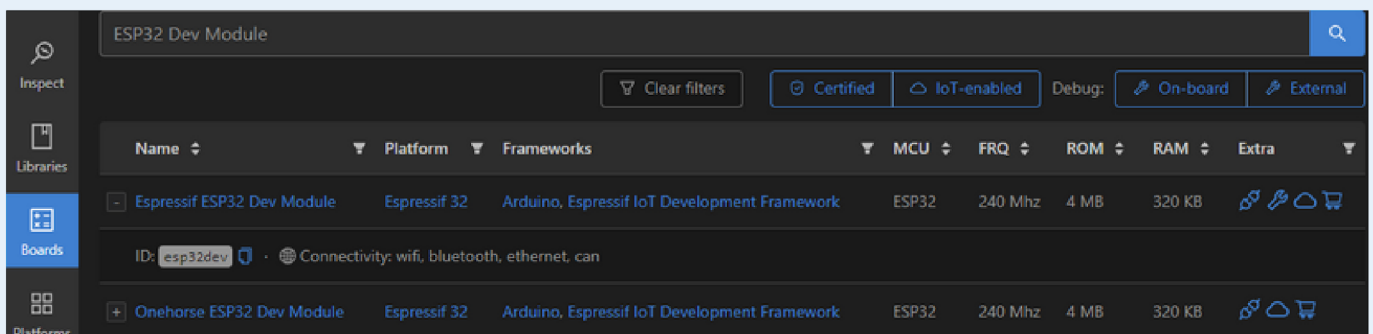 ESP32 Dev Module
Inspect
Clear filters
Certified
IoT-enabled
Debug:
On-board
External
Libraries
Name Platform Frameworks MCU FRQ ROM RAM Extra
Espressif ESP32 Dev Module Espressif 32 Arduino, Espressif IoT Development Framework ESP32 240 Mhz 4 MB 320 KB
Boards
ID: esp32dev · Connectivity: wifi, bluetooth, ethernet, can
Onehorse ESP32 Dev Module Espressif 32 Arduino, Espressif IoT Development Framework ESP32 240 Mhz 4 MB 320 KB
Platforms